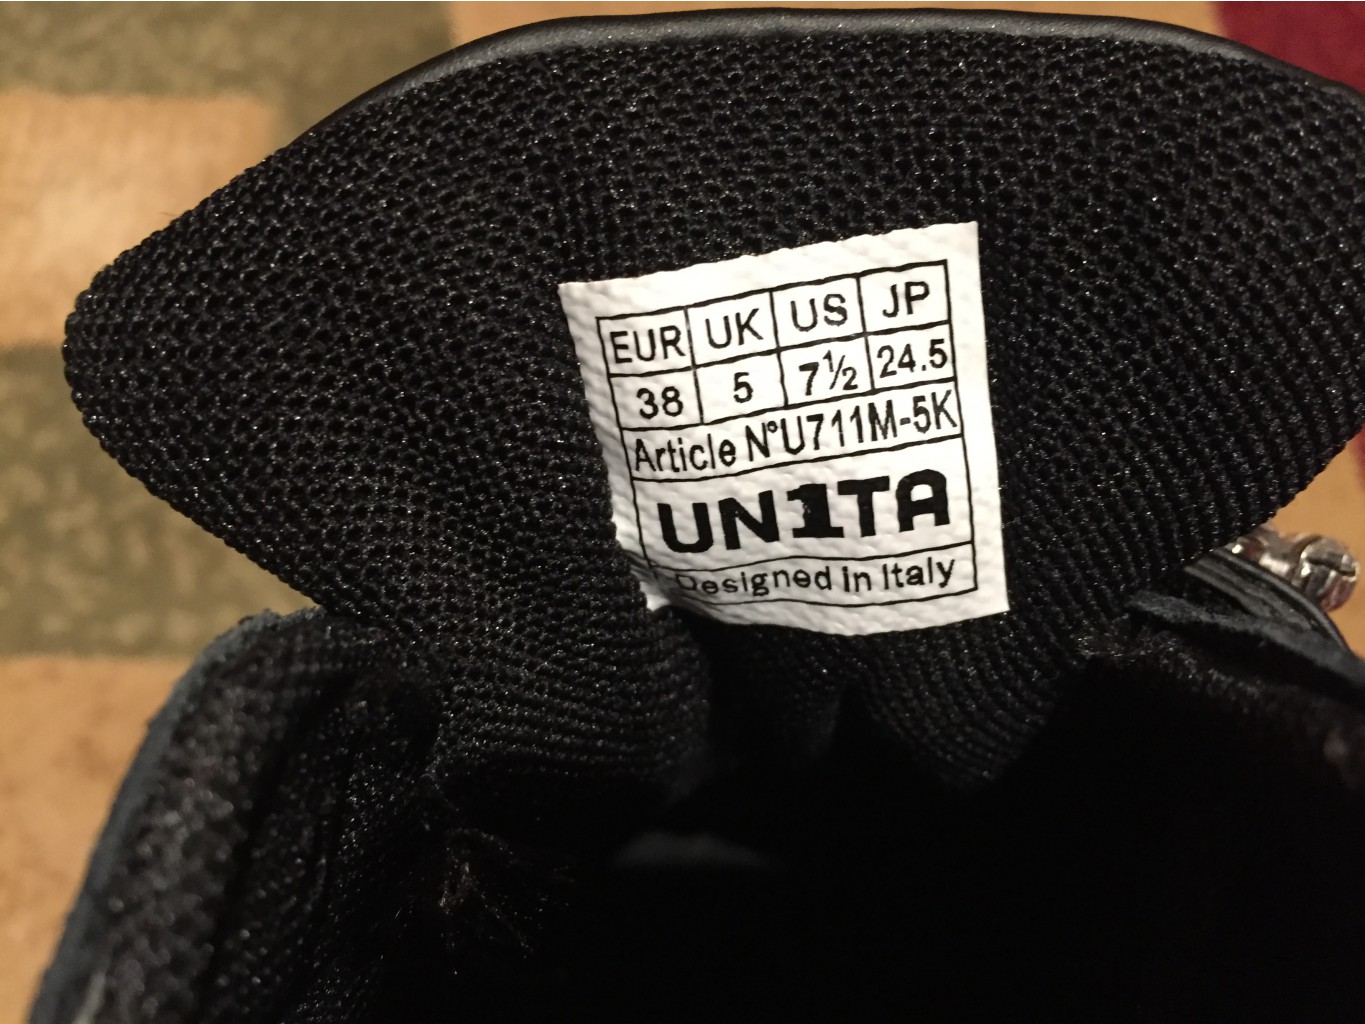 EUR UK US JP
38 5 7½ 24.5
Article N°U711M-5K
UN1TA
Designed in Italy